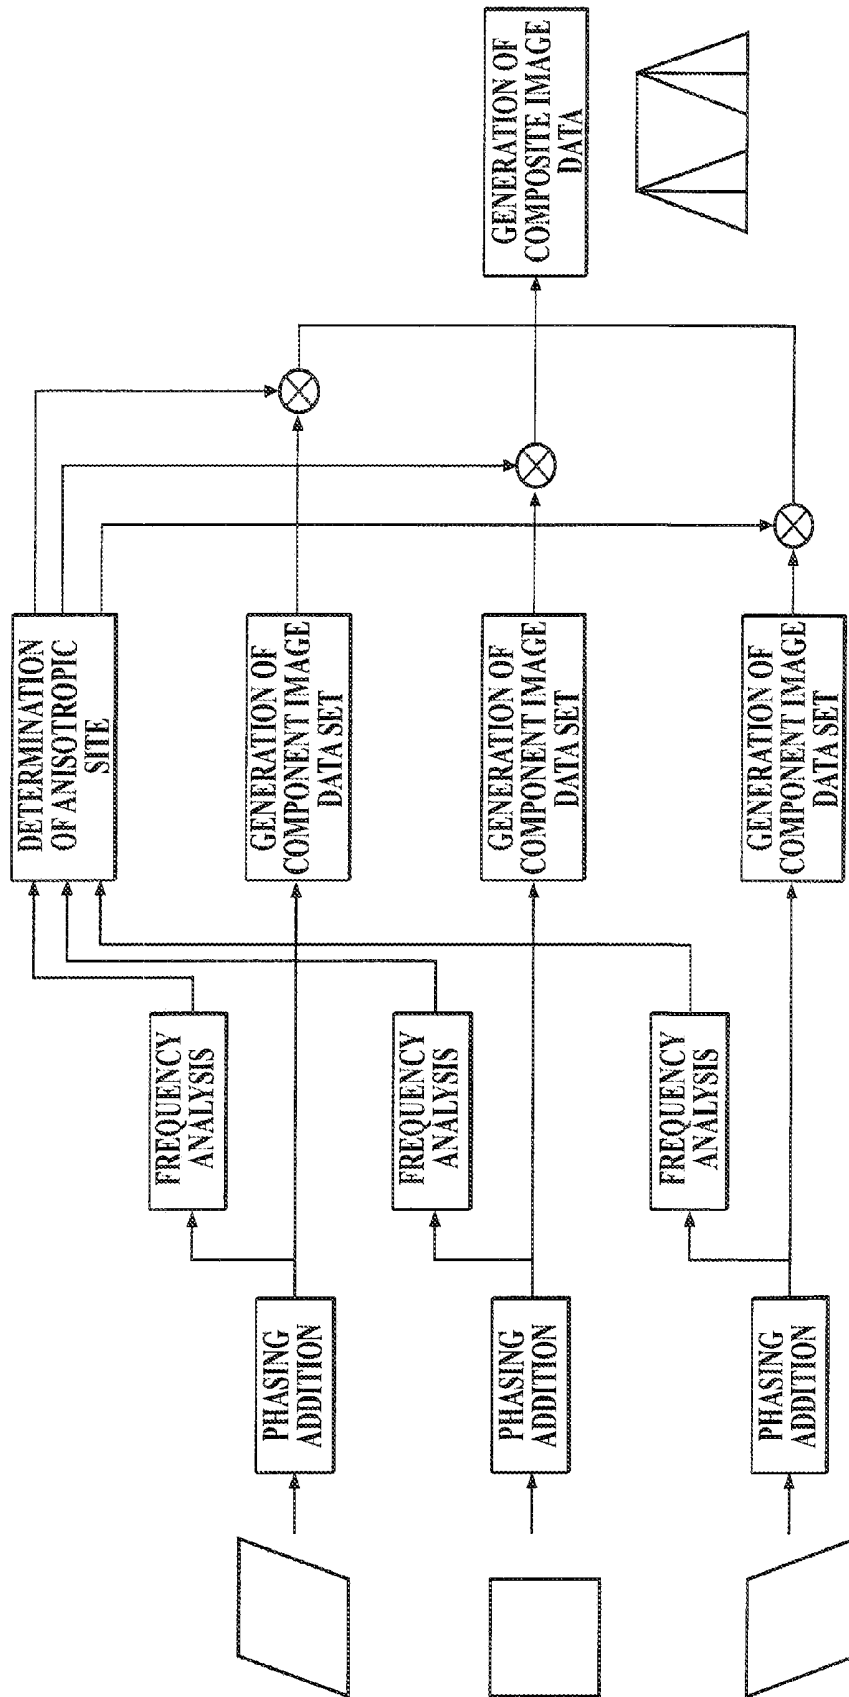 PHASING
ADDITION
PHASING
ADDITION
PHASING
ADDITION
FREQUENCY
ANALYSIS
FREQUENCY
ANALYSIS
FREQUENCY
ANALYSIS
DETERMINATION
OF ANISOTROPIC
SITE
GENERATION OF
COMPONENT IMAGE
DATA SET
GENERATION OF
COMPONENT IMAGE
DATA SET
GENERATION OF
COMPONENT IMAGE
DATA SET
GENERATION OF
COMPOSITE IMAGE
DATA